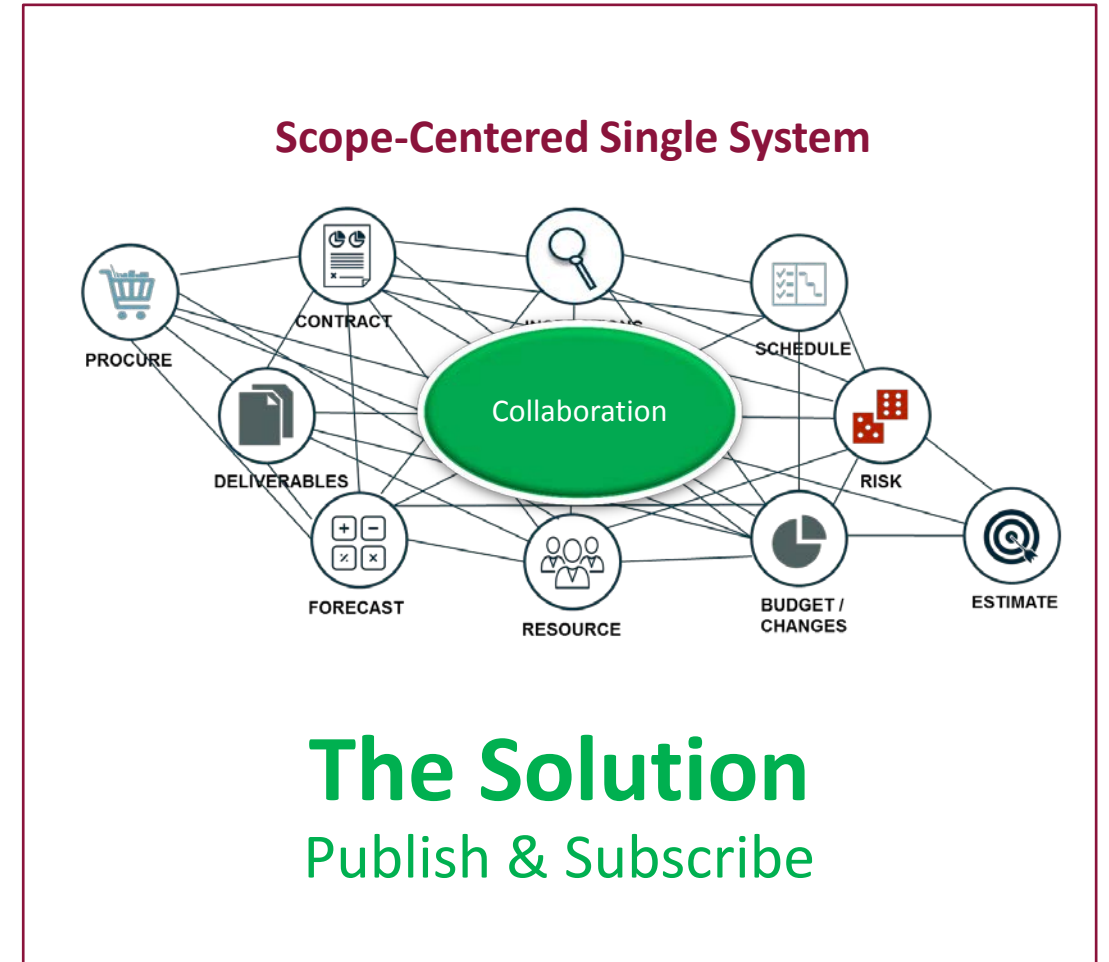 Scope-Centered Single System
CONTRACT
PROCURE
SCHEDULE
Collaboration
DELIVERABLES
RISK
FORECAST
RESOURCE
BUDGET /
CHANGES
ESTIMATE
The Solution
Publish & Subscribe